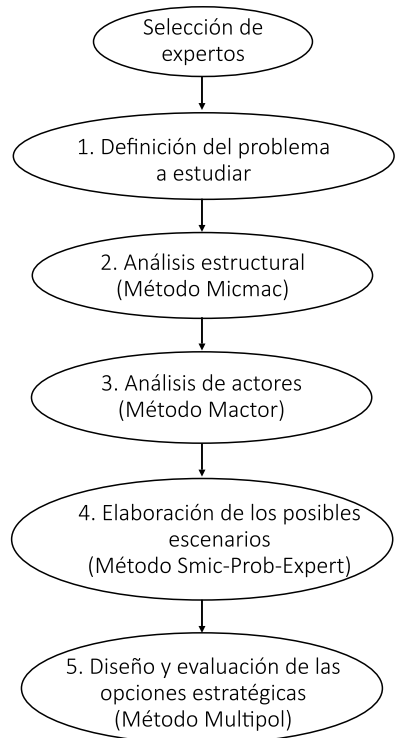 Selección de
expertos
1. Definición del problema
a estudiar
2. Análisis estructural
(Método Micmac)
3. Análisis de actores
(Método Mactor)
4. Elaboración de los posibles
escenarios
(Método Smic-Prob-Expert)
5. Diseño y evaluación de las
opciones estratégicas
(Método Multipol)